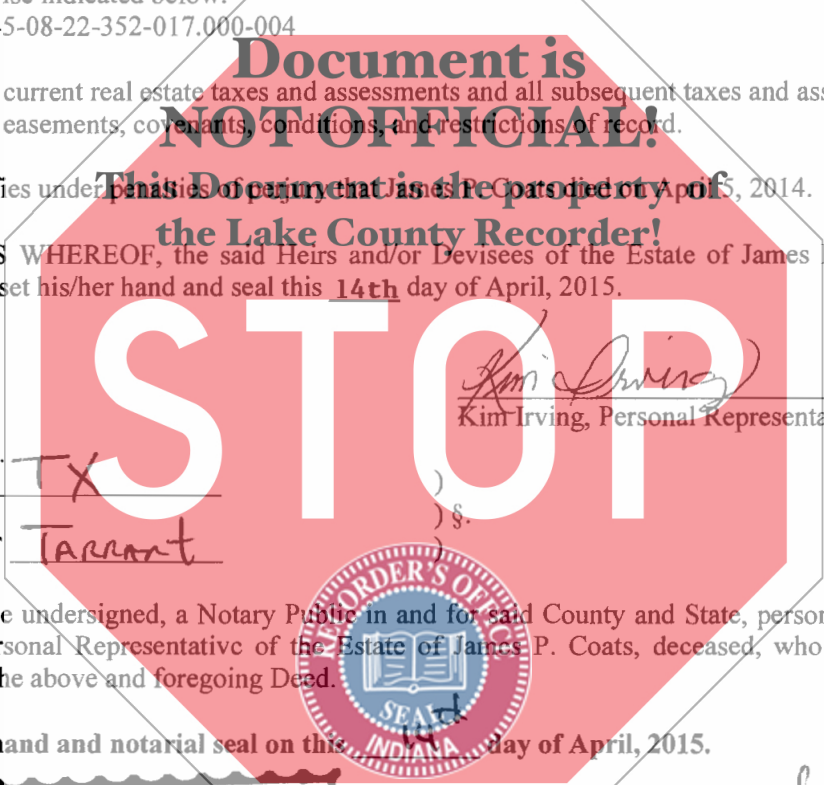 ise indicated below:
5-08-22-352-017.000-004
Document is
current real estate taxes and assessments and all subsequent taxes and ass
NOT OFFICIAL!
easements, covenants, conditions, and restrictions of record.
ies under penalties of perjury that James P. Coats died on April 5, 2014.
This Document is the property of
the Lake County Recorder!
S WHEREOF, the said Heirs and/or Devisees of the Estate of James
set his/her hand and seal this 14th day of April, 2015.
STOP
Kim Irving
Kim Irving, Personal Representa
TX )
) §.
TARRANT )
RECORDER'S OFFICE
e undersigned, a Notary Public in and for said County and State, person
rsonal Representative of the Estate of James P. Coats, deceased, who
he above and foregoing Deed.
SEAL
INDIANA
hand and notarial seal on this 14th day of April, 2015.